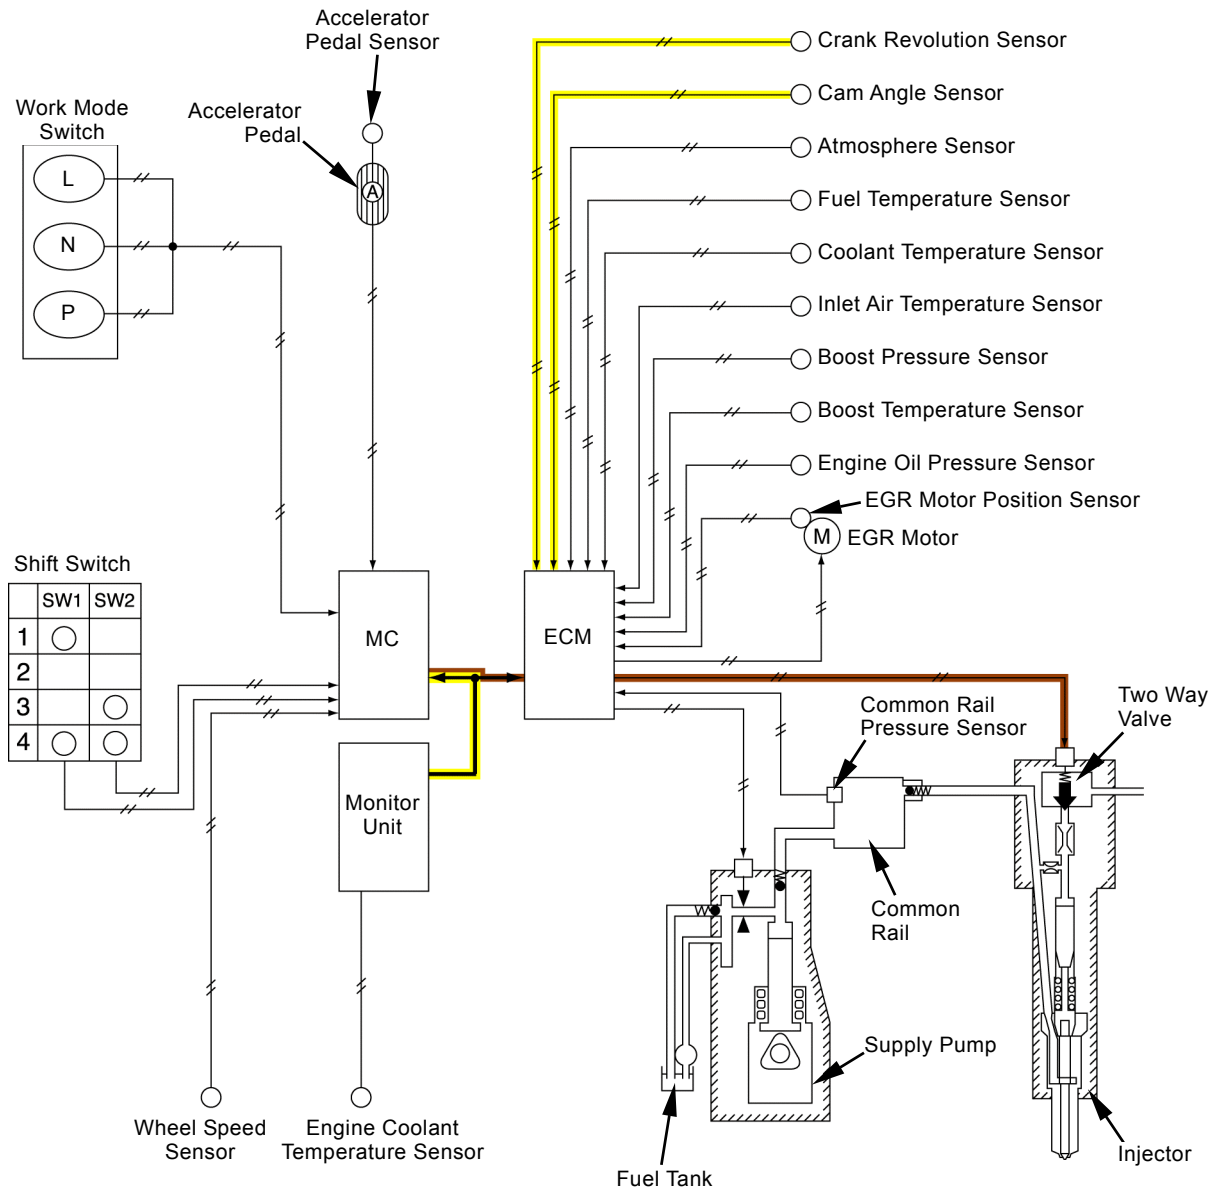 Accelerator
Pedal Sensor
Crank Revolution Sensor
Work Mode
Switch
Accelerator
Pedal
Cam Angle Sensor
L
N
P
A
Atmosphere Sensor
Fuel Temperature Sensor
Coolant Temperature Sensor
Inlet Air Temperature Sensor
Boost Pressure Sensor
Boost Temperature Sensor
Engine Oil Pressure Sensor
EGR Motor Position Sensor
M
EGR Motor
Shift Switch
SW1 SW2
1
2
3
4
MC
ECM
Monitor
Unit
Common Rail
Pressure Sensor
Two Way
Valve
Common
Rail
Supply Pump
Wheel Speed
Sensor
Engine Coolant
Temperature Sensor
Fuel Tank
Injector